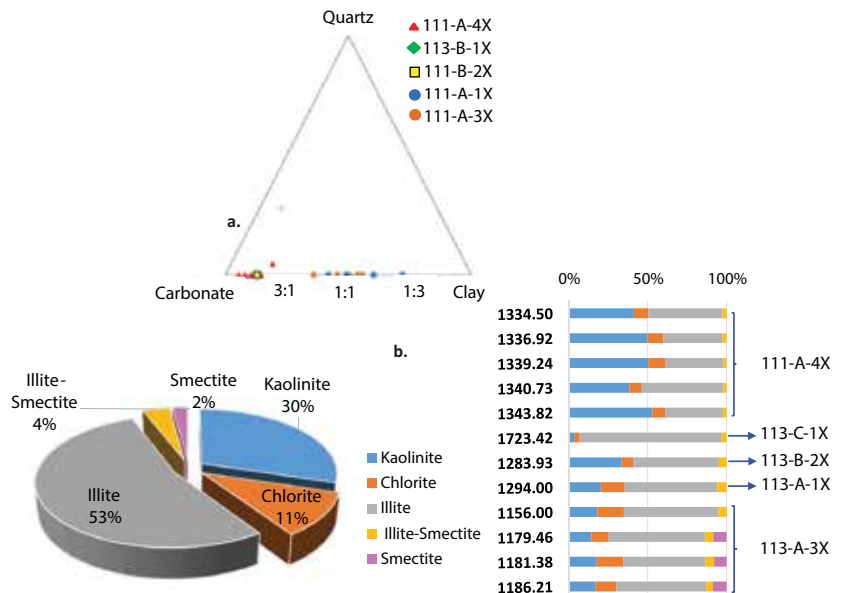 Quartz
111-A-4X
113-B-1X
111-B-2X
111-A-1X
111-A-3X
a.
Carbonate 3:1 1:1 1:3 Clay
b.
Illite-
Smectite
4%
Smectite
2%
Kaolinite
30%
Illite
53%
Chlorite
11%
Kaolinite
Chlorite
Illite
Illite-Smectite
Smectite
0% 50% 100%
1334.50
1336.92
1339.24
1340.73
1343.82
111-A-4X
1723.42 113-C-1X
1283.93 113-B-2X
1294.00 113-A-1X
1156.00
1179.46
1181.38
1186.21
113-A-3X